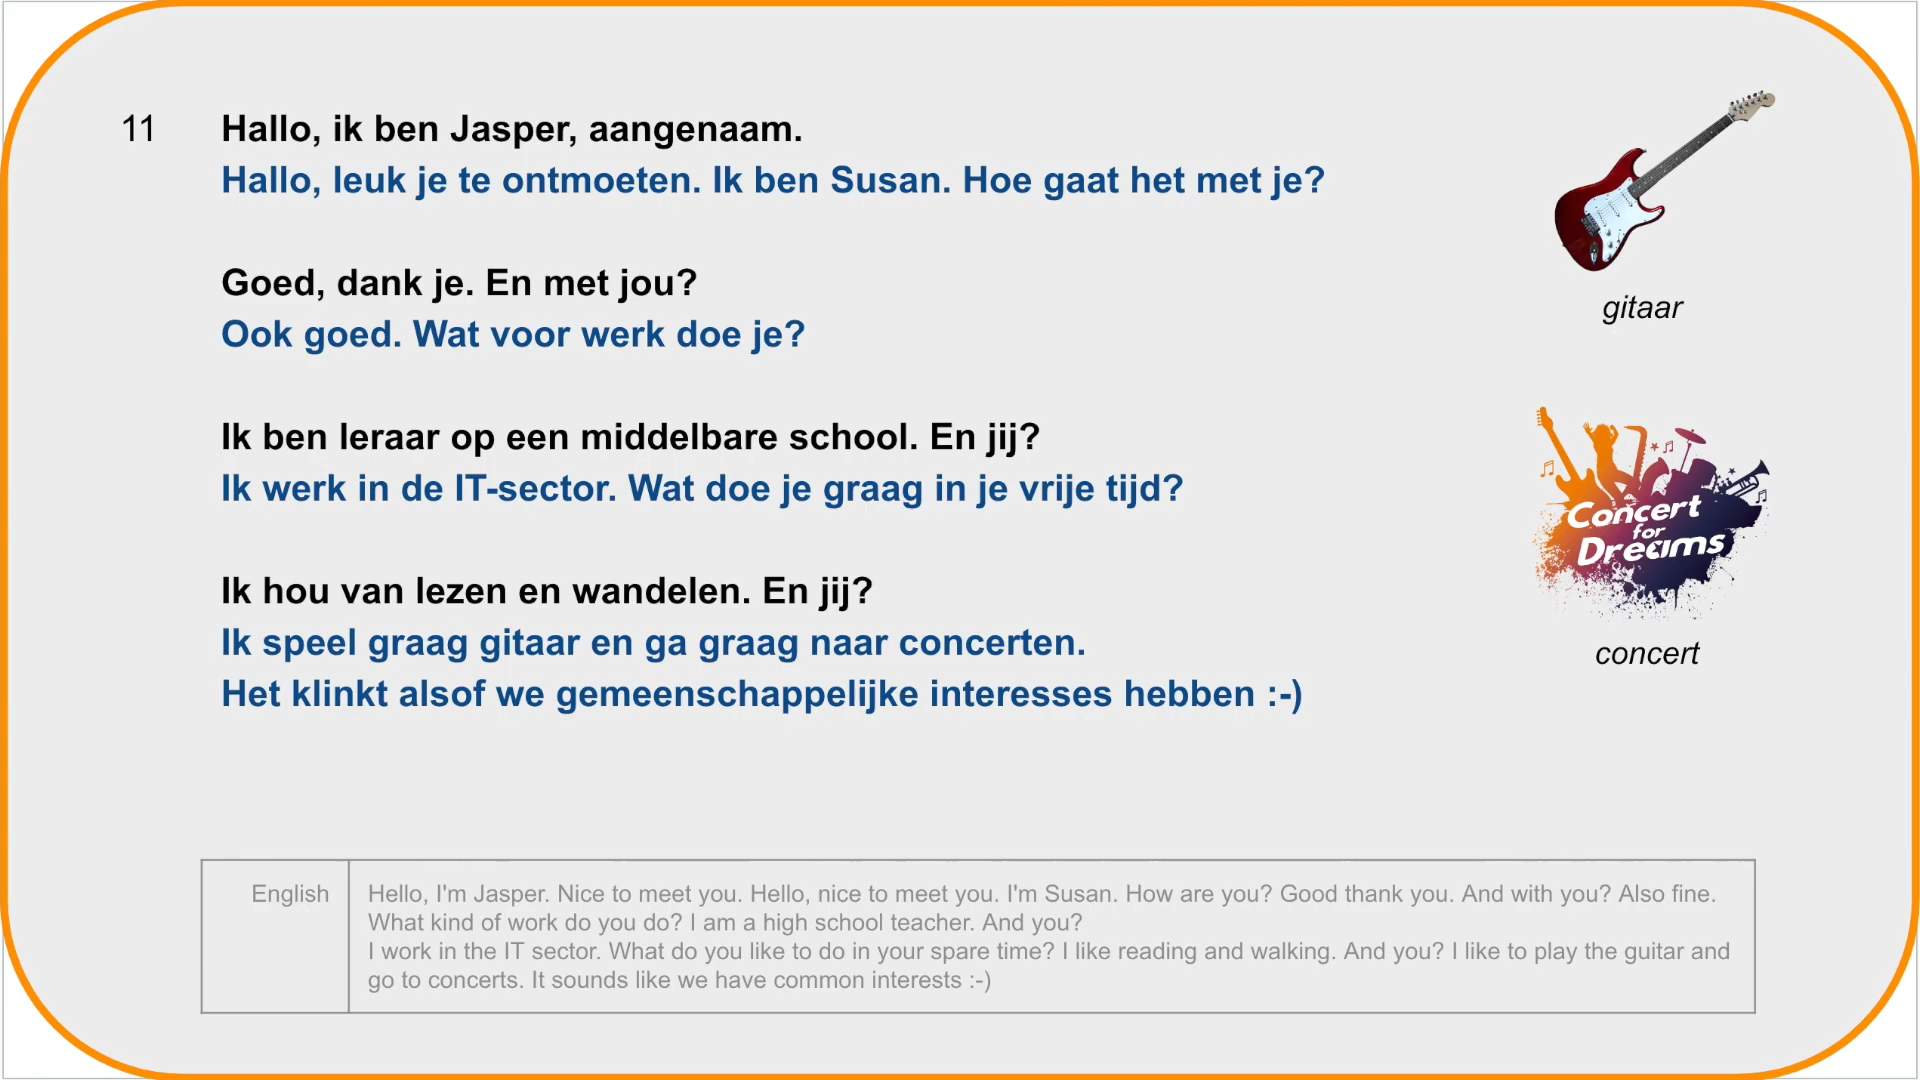 11
Hallo, ik ben Jasper, aangenaam.
Hallo, leuk je te ontmoeten. Ik ben Susan. Hoe gaat het met je?
Goed, dank je. En met jou?
Ook goed. Wat voor werk doe je?
Ik ben leraar op een middelbare school. En jij?
Ik werk in de IT-sector. Wat doe je graag in je vrije tijd?
Ik hou van lezen en wandelen. En jij?
Ik speel graag gitaar en ga graag naar concerten.
Het klinkt alsof we gemeenschappelijke interesses hebben :-)
gitaar
Concert
for
Dreams
concert
English
Hello, I'm Jasper. Nice to meet you. Hello, nice to meet you. I'm Susan. How are you? Good thank you. And with you? Also fine.
What kind of work do you do? I am a high school teacher. And you?
I work in the IT sector. What do you like to do in your spare time? I like reading and walking. And you? I like to play the guitar and
go to concerts. It sounds like we have common interests :-)